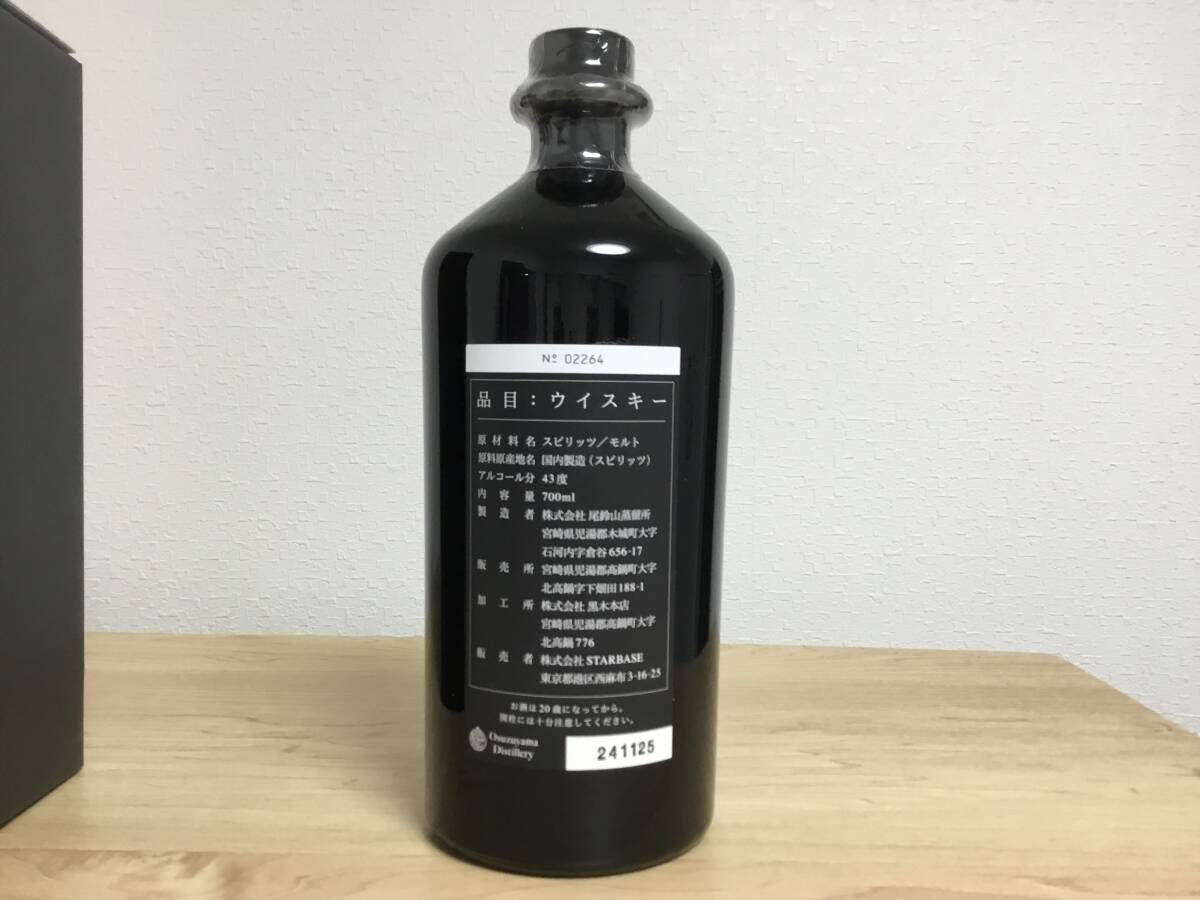 № 02264
品目：ウイスキー
原材料名 スピリッツ／モルト
原料原産地名 国内製造（スピリッツ）
アルコール分 43度
内容量 700ml
製造者 株式会社 尾鈴山蒸留所
宮崎県児湯郡木城町大字
石河内字倉谷656-17
販売所 宮崎県児湯郡高鍋町大字
北高鍋字下畑田188-1
加工所 株式会社 黒木本店
宮崎県児湯郡高鍋町大字
北高鍋776
販売者 株式会社 STARBASE
東京都港区西麻布3-16-25
お酒は20歳になってから。
開栓には十分注意してください。
Osuzuyama
Distillery
241125